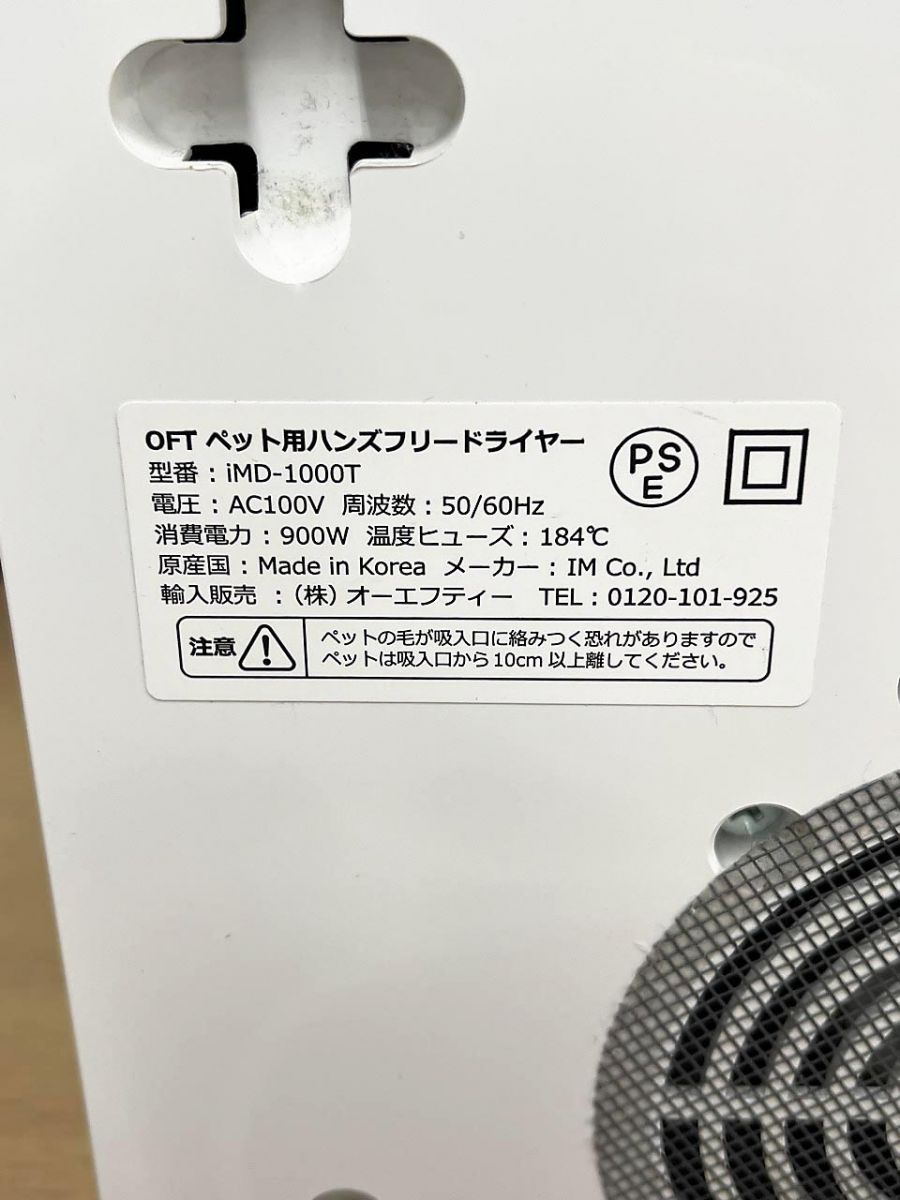 OFT ペット用ハンズフリードライヤー
型番：iMD-1000T
電圧：AC100V 周波数：50/60Hz
消費電力：900W 温度ヒューズ：184℃
原産国：Made in Korea メーカー：IM Co., Ltd
輸入販売 ：（株）オーエフティー TEL：0120-101-925
PS
E
注意
ペットの毛が吸入口に絡みつく恐れがありますので
ペットは吸入口から10cm 以上離してください。